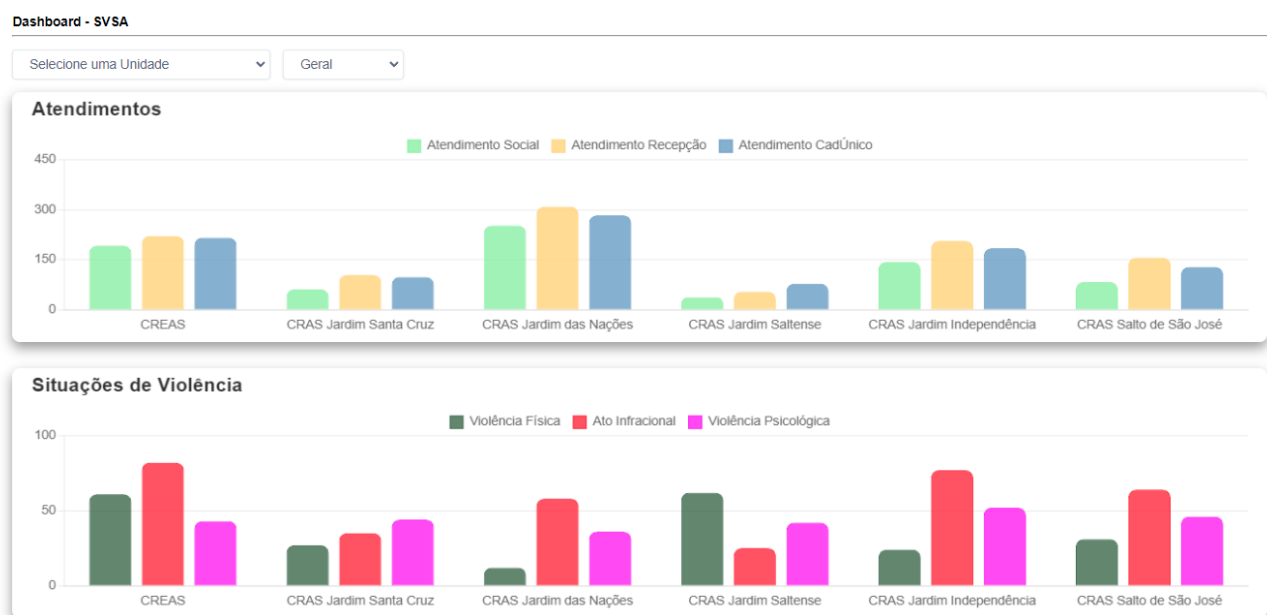 Dashboard - SVSA
Selecione uma Unidade Geral
Atendimentos
Atendimento Social Atendimento Recepção Atendimento CadÚnico
450
300
150
0
CREAS CRAS Jardim Santa Cruz CRAS Jardim das Nações CRAS Jardim Saltense CRAS Jardim Independência CRAS Salto de São José
Situações de Violência
Violência Física Ato Infracional Violência Psicológica
100
50
0
CREAS CRAS Jardim Santa Cruz CRAS Jardim das Nações CRAS Jardim Saltense CRAS Jardim Independência CRAS Salto de São José